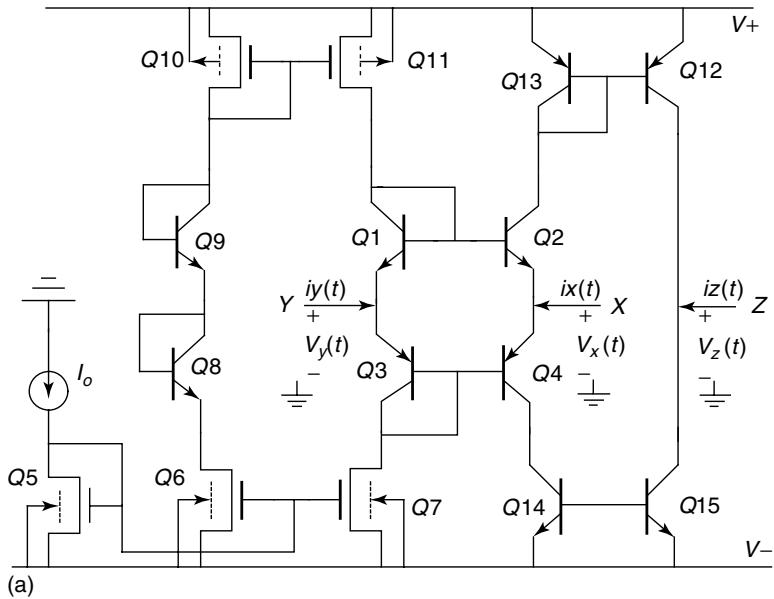 V+
Q10
Q11
Q13
Q12
Q9
Q1
Q2
Y iy(t) + Vy(t) −
ix(t) X + Vx(t) −
iz(t) Z + Vz(t) −
Q8
Q3
Q4
Io
Q5
Q6
Q7
Q14
Q15
V−
(a)